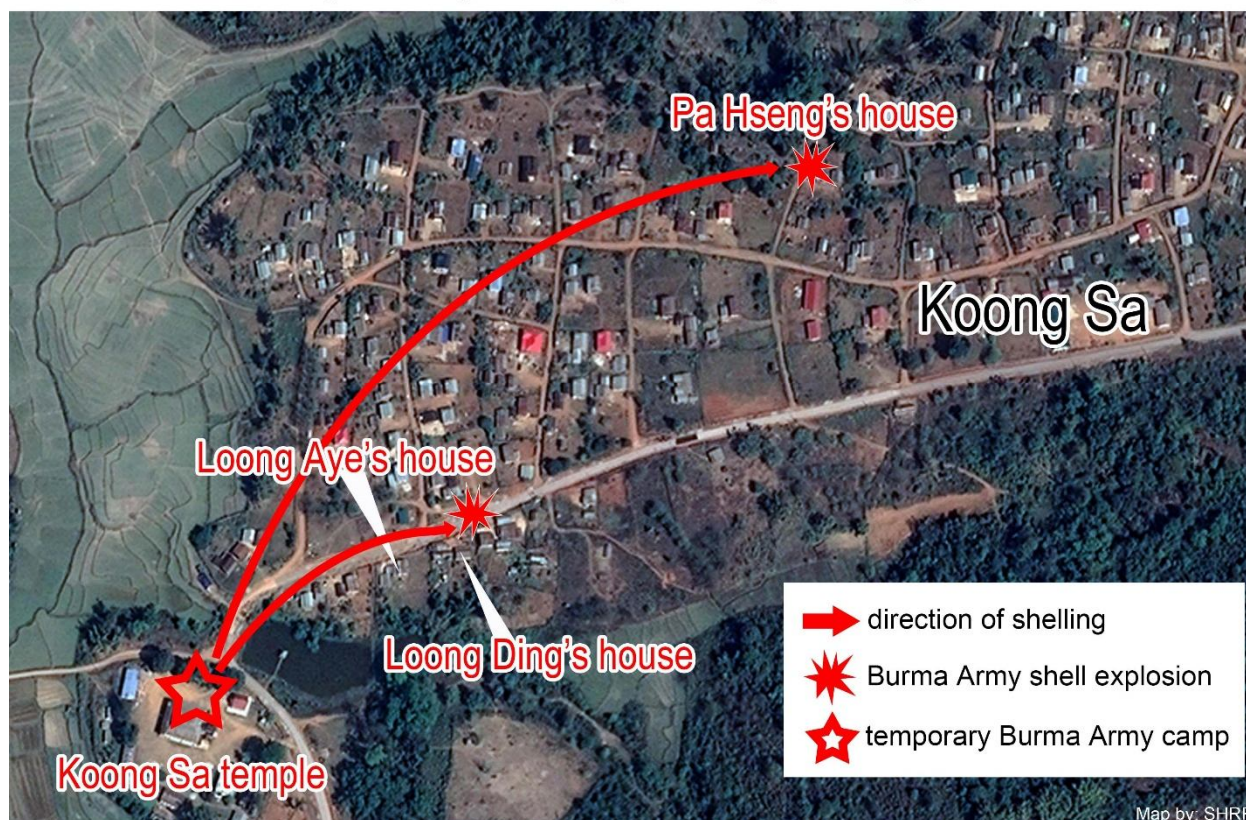 Pa Hseng's house
Koong Sa
Loong Aye's house
Loong Ding's house
Koong Sa temple
direction of shelling
Burma Army shell explosion
temporary Burma Army camp
Map by: SHRF